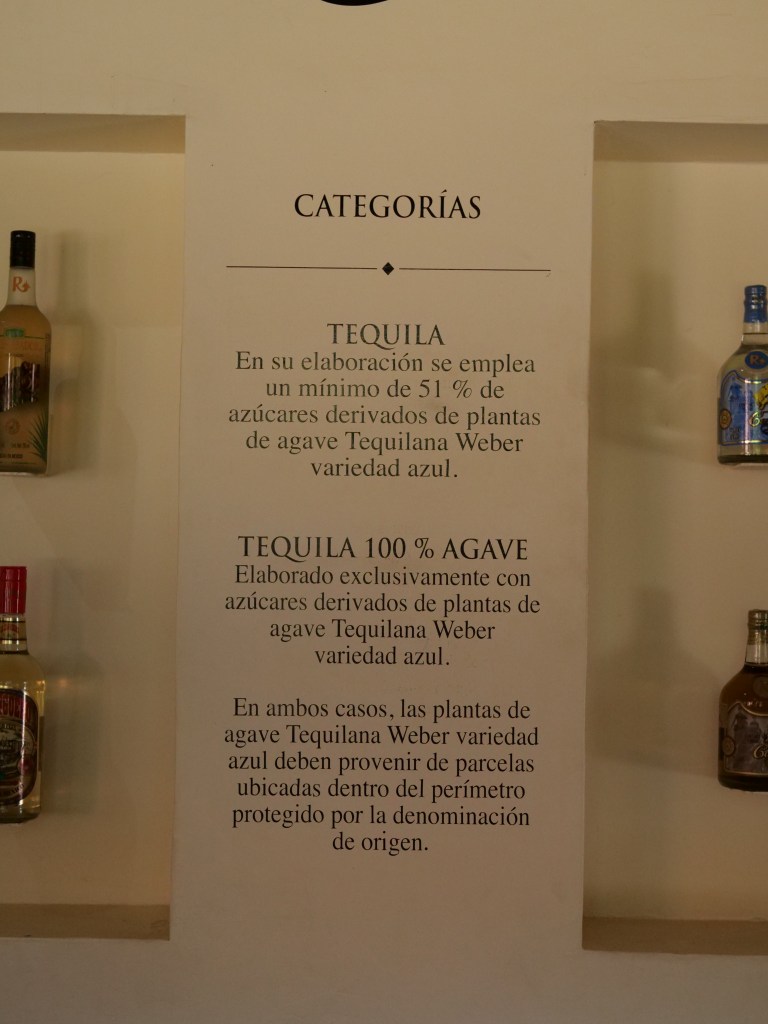 CATEGORÍAS
TEQUILA
En su elaboración se emplea
un mínimo de 51 % de
azúcares derivados de plantas
de agave Tequilana Weber
variedad azul.
TEQUILA 100 % AGAVE
Elaborado exclusivamente con
azúcares derivados de plantas de
agave Tequilana Weber
variedad azul.
En ambos casos, las plantas de
agave Tequilana Weber variedad
azul deben provenir de parcelas
ubicadas dentro del perímetro
protegido por la denominación
de origen.